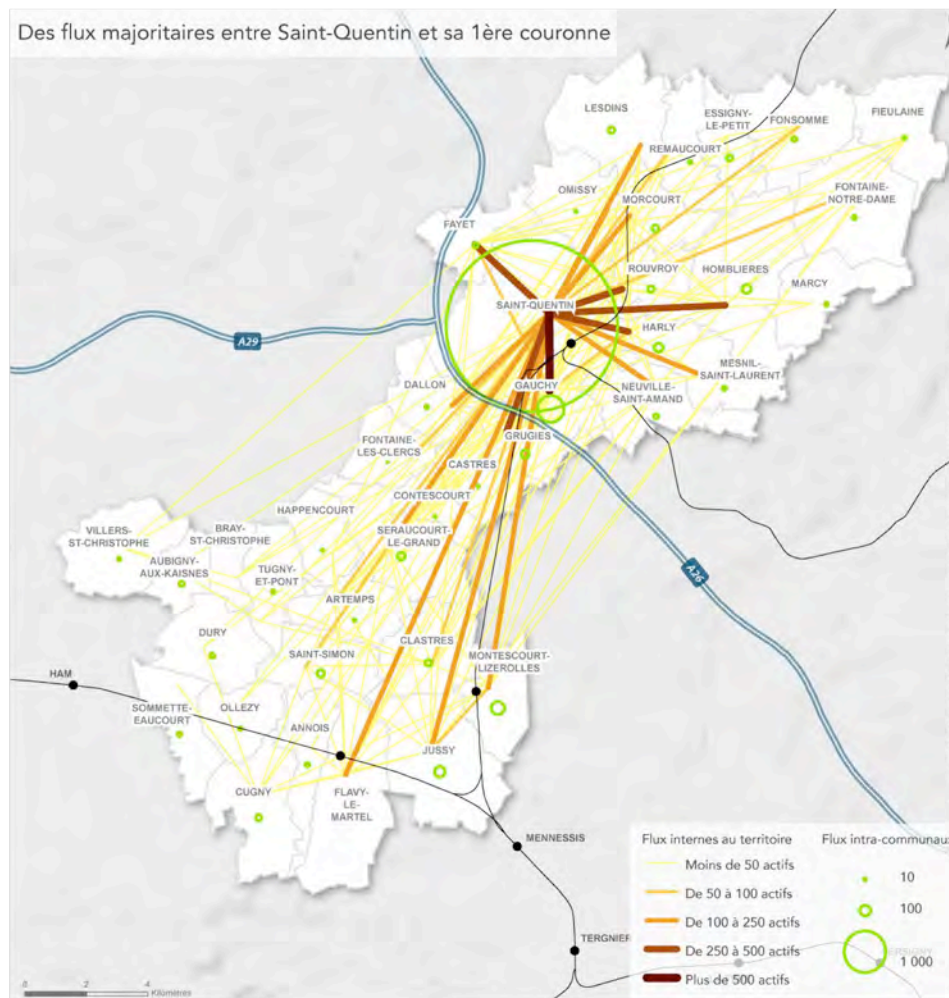 Des flux majoritaires entre Saint-Quentin et sa 1ère couronne
LESDINS
ESSIGNY-
LE-PETIT
FONSOMME
FIEULAINE
REMAUCOURT
OMISSY
MORCOURT
FONTAINE-
NOTRE-DAME
FAYET
ROUVROY
HOMBLIERES
MARCY
SAINT-QUENTIN
HARLY
A29
MESNIL-
SAINT-LAURENT
DALLON
GAUCHY
NEUVILLE-
SAINT-AMAND
FONTAINE-
LES-CLERCS
GRUGIES
CASTRES
CONTESCOURT
HAPPENCOURT
SERAUCOURT-
LE-GRAND
VILLERS-
ST-CHRISTOPHE
BRAY-
ST-CHRISTOPHE
AUBIGNY-
AUX-KAISNES
TUGNY-
ET-PONT
A26
ARTEMPS
DURY
CLASTRES
SAINT-SIMON
MONTESCOURT-
LIZEROLLES
HAM
SOMMETTE-
EAUCOURT
OLLEZY
ANNOIS
JUSSY
CUGNY
FLAVY-
LE-
MARTEL
MENNESSIS
TERGNIER
Flux internes au territoire
Moins de 50 actifs
De 50 à 100 actifs
De 100 à 250 actifs
De 250 à 500 actifs
Plus de 500 actifs
Flux intra-communaux
10
100
1 000
0 2 4
Kilomètres